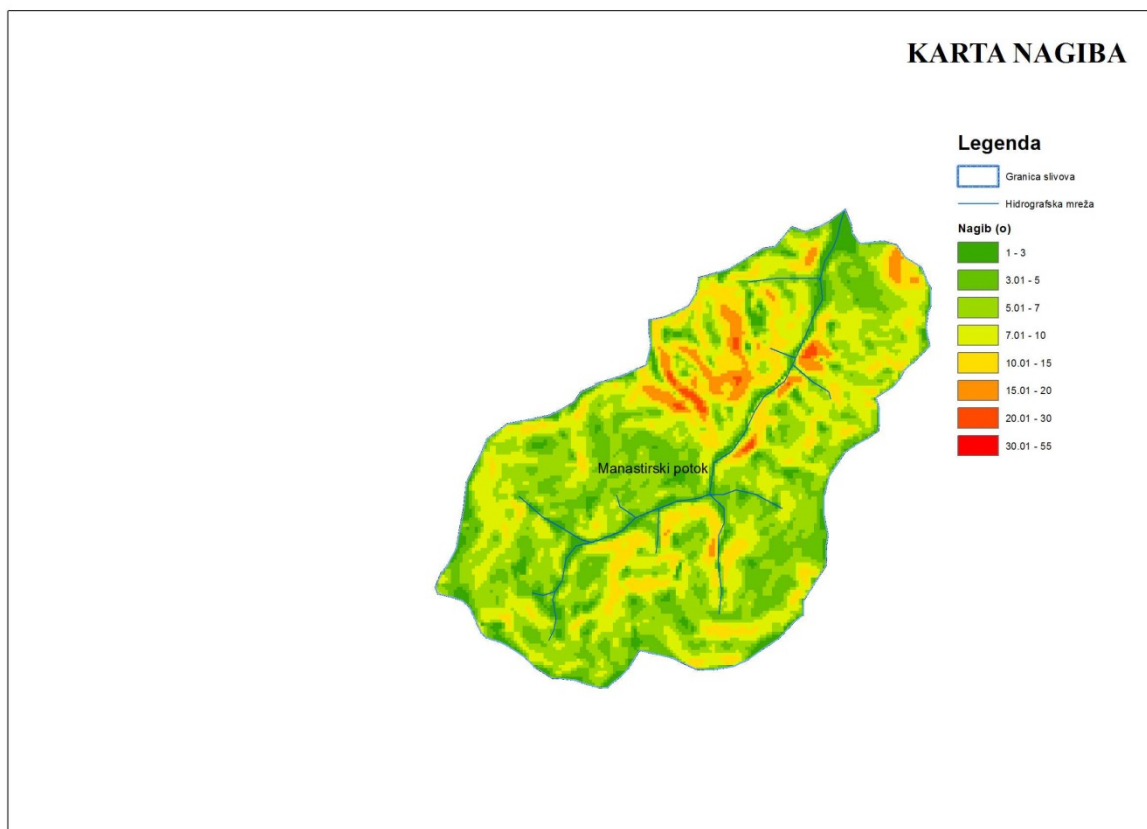 KARTA NAGIBA
Legenda
Granica slivova
Hidrografska mreža
Nagib (o)
1 - 3
3.01 - 5
5.01 - 7
7.01 - 10
10.01 - 15
15.01 - 20
20.01 - 30
30.01 - 55
Manastirski potok